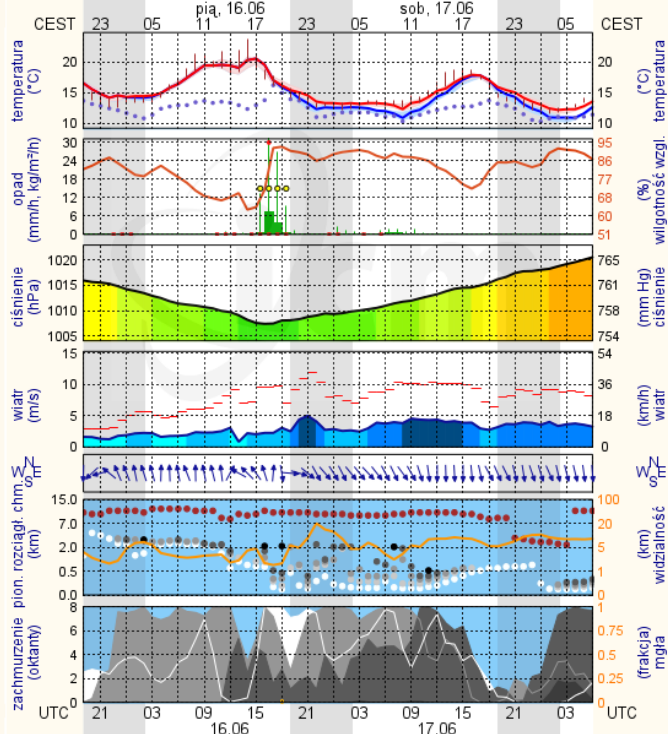 pią, 16.06 sob, 17.06
CEST 23 05 11 17 23 05 11 17 23 05 CEST
temperatura (°C) 20 15 10 20 15 10 temperatura (°C)
opad (mm/h, kg/m²/h) 30 24 18 12 6 0 95 86 77 68 60 51 (%) wilgotność wzgl.
ciśnienie (hPa) 1020 1015 1010 1005 765 761 758 754 (mm Hg) ciśnienie
wiatr (m/s) 15 10 5 0 54 36 18 0 (km/h) wiatr
N W E S N W E S
pion. rozciągł. chm. (km) 15.0 7.0 2.0 0.5 0.0 100 20 5 1 0 (km) widzialność
zachmurzenie (oktanty) 8 6 4 2 0 1 0.75 0.5 0.25 0 (frakcja) mgła
UTC 21 03 09 15 21 03 09 15 21 03 UTC
16.06 17.06